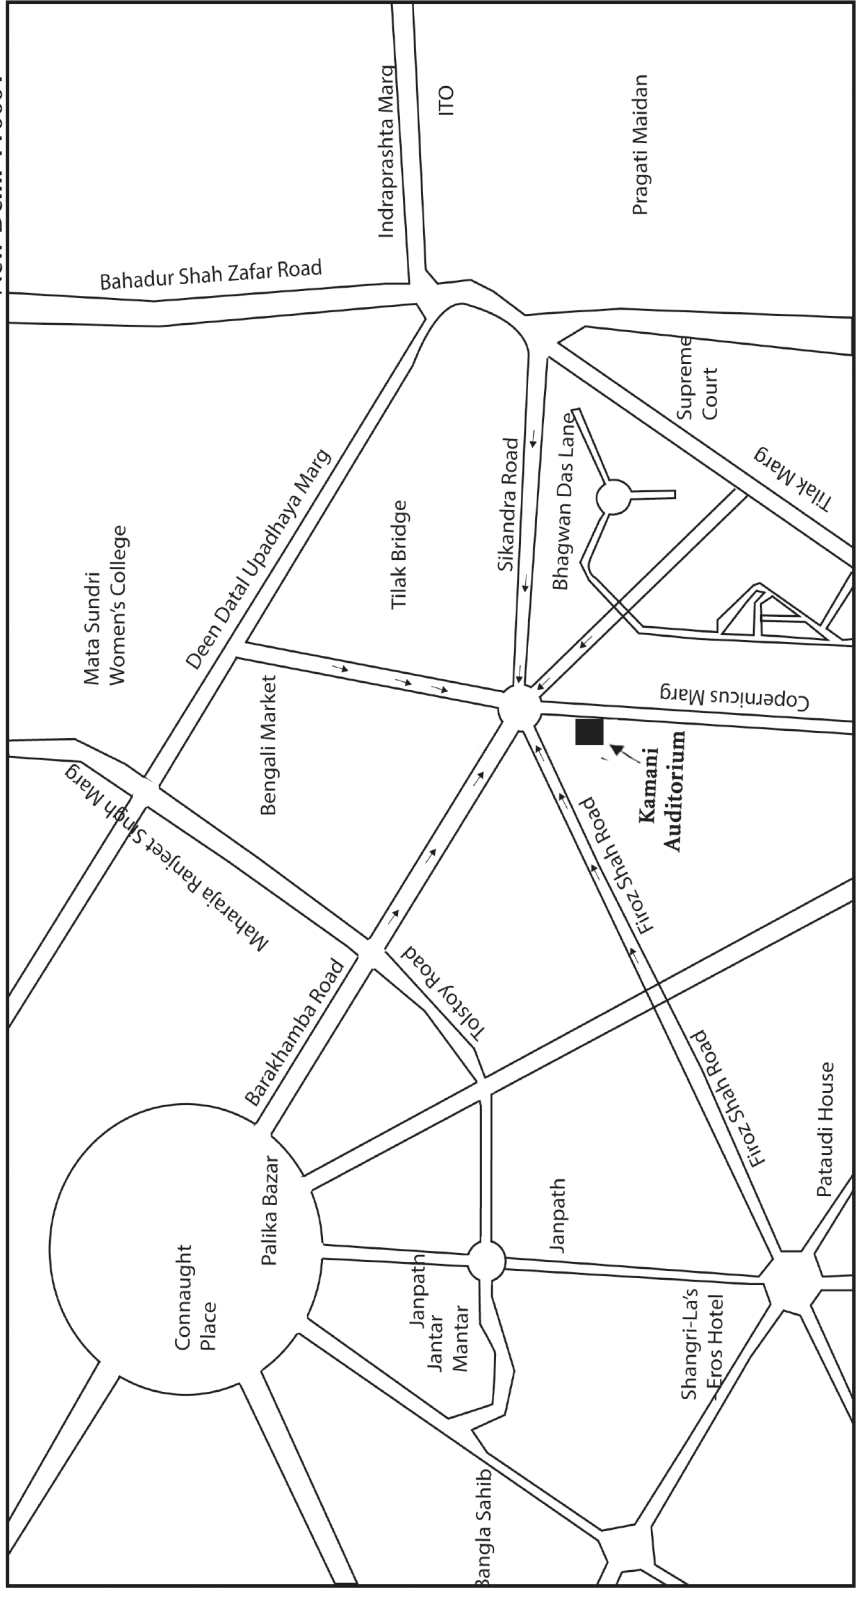 Indraprashta Marg
ITO
Pragati Maidan
Bahadur Shah Zafar Road
Supreme
Court
Tilak Marg
Deen Datal Upadhaya Marg
Sikandra Road
Bhagwan Das Lane
Tilak Bridge
Mata Sundri
Women's College
Bengali Market
Copernicus Marg
Kamani
Auditorium
Maharaja Ranjeet Singh Marg
Firoz Shah Road
Barakhamba Road
Tolstoy Road
Firoz Shah Road
Pataudi House
Palika Bazar
Janpath
Connaught
Place
Janpath
Jantar
Mantar
Shangri-La's
-Eros Hotel
Bangla Sahib